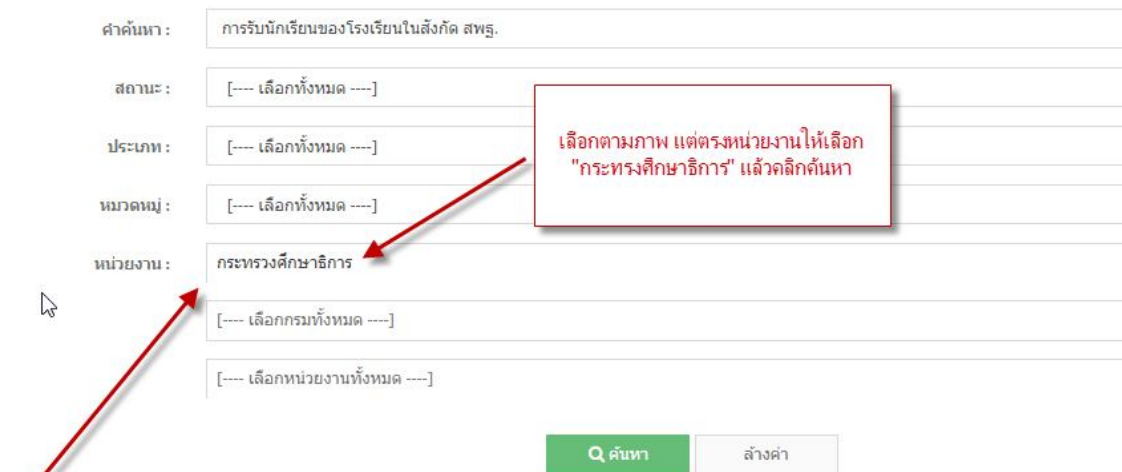 คำค้นหา : การรับนักเรียนของโรงเรียนในสังกัด สพฐ.
สถานะ : [---- เลือกทั้งหมด ----]
ประเภท : [---- เลือกทั้งหมด ----]
หมวดหมู่ : [---- เลือกทั้งหมด ----]
เลือกตามภาพ แต่ตรงหน่วยงานให้เลือก
"กระทรงศึกษาธิการ" แล้วคลิกค้นหา
หน่วยงาน : กระทรวงศึกษาธิการ
[---- เลือกกรมทั้งหมด ----]
[---- เลือกหน่วยงานทั้งหมด ----]
ค้นหา ล้างค่า